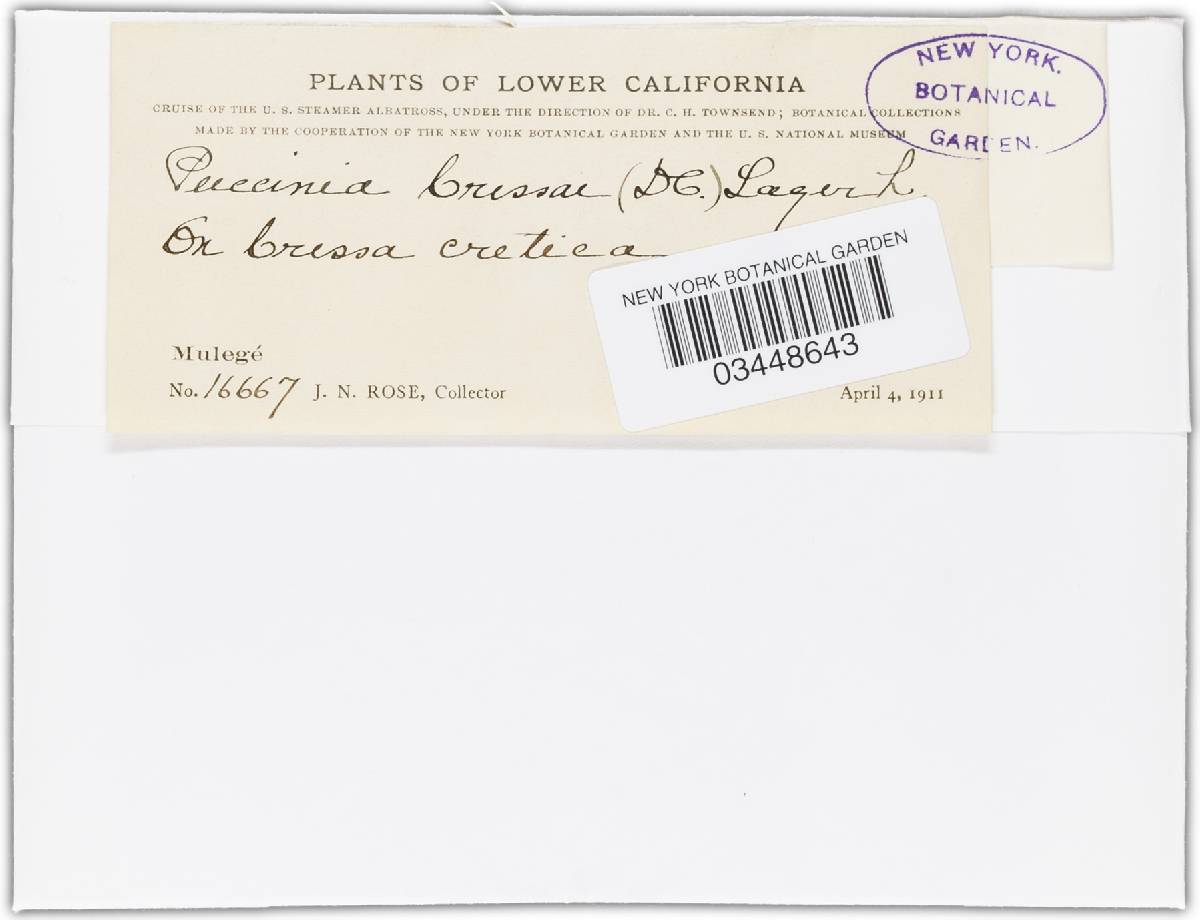 PLANTS OF LOWER CALIFORNIA
CRUISE OF THE U. S. STEAMER ALBATROSS, UNDER THE DIRECTION OF DR. C. H. TOWNSEND; BOTANICAL COLLECTIONS
MADE BY THE COOPERATION OF THE NEW YORK BOTANICAL GARDEN AND THE U. S. NATIONAL MUSEUM
NEW YORK.
BOTANICAL
GARDEN.
Puccinia Cressae (DC.) Lagerh.
On Cressa cretica
NEW YORK BOTANICAL GARDEN
03448643
Mulegé
No. 16667 J. N. ROSE, Collector April 4, 1911